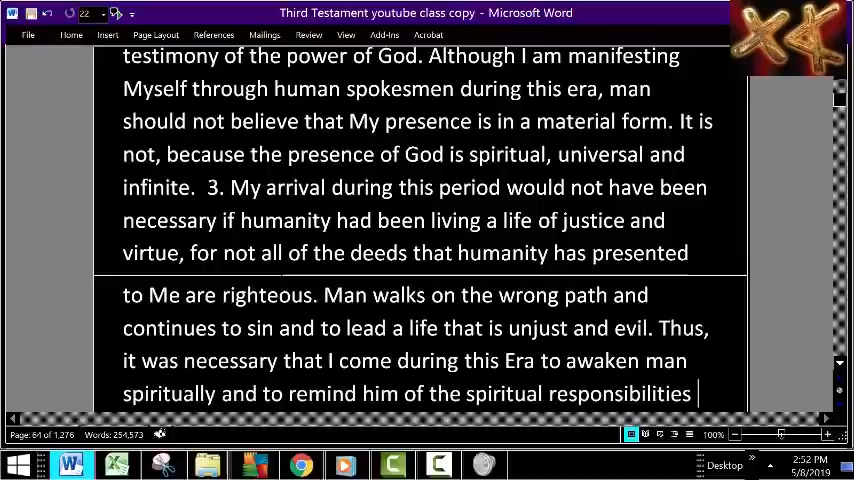 22
Third Testament youtube class copy - Microsoft Word
File Home Insert Page Layout References Mailings Review View Add-Ins Acrobat
testimony of the power of God. Although I am manifesting
Myself through human spokesmen during this era, man
should not believe that My presence is in a material form. It is
not, because the presence of God is spiritual, universal and
infinite.  3. My arrival during this period would not have been
necessary if humanity had been living a life of justice and
virtue, for not all of the deeds that humanity has presented
to Me are righteous. Man walks on the wrong path and
continues to sin and to lead a life that is unjust and evil. Thus,
it was necessary that I come during this Era to awaken man
spiritually and to remind him of the spiritual responsibilities
Page: 64 of 1,276 Words: 254,573 100%
Desktop
2:52 PM
5/8/2019